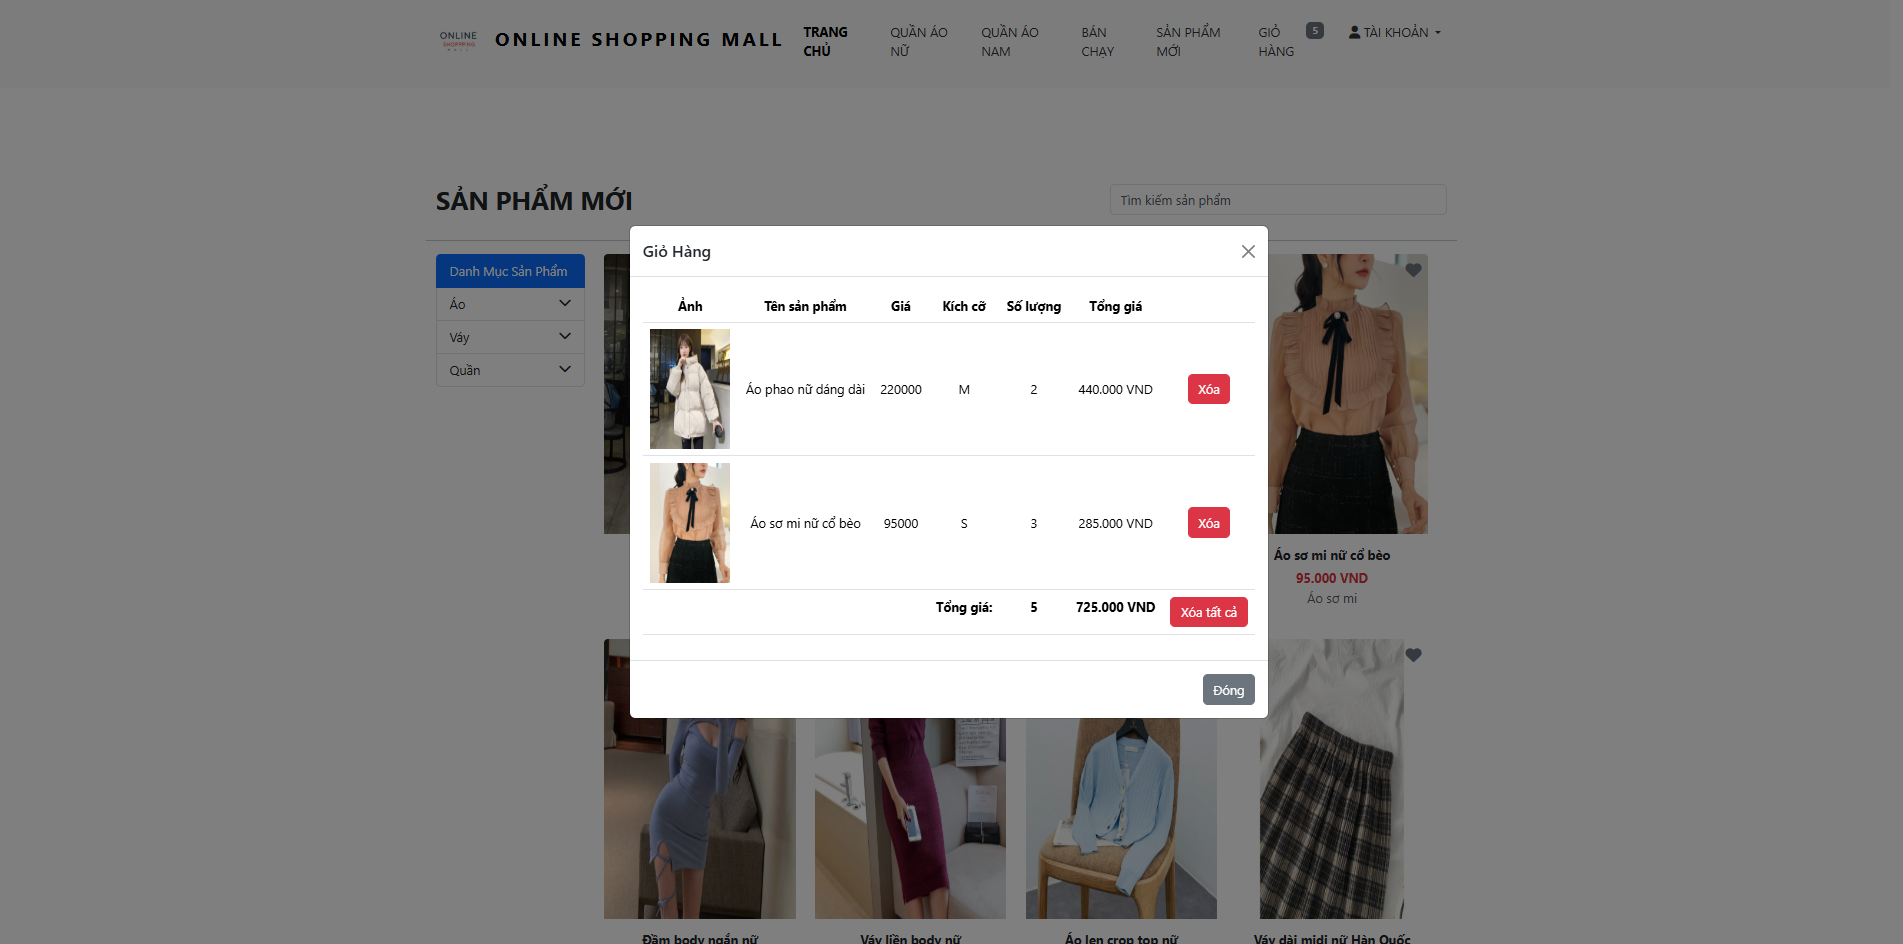 ONLINE
SHOPPPING
MALL
ONLINE SHOPPING MALL
TRANG CHỦ
QUẦN ÁO NỮ
QUẦN ÁO NAM
BÁN CHẠY
SẢN PHẨM MỚI
GIỎ HÀNG
5
TÀI KHOẢN
SẢN PHẨM MỚI
Tìm kiếm sản phẩm
Danh Mục Sản Phẩm
Áo
Váy
Quần
Giỏ Hàng
Ảnh Tên sản phẩm Giá Kích cỡ Số lượng Tổng giá
Áo phao nữ dáng dài 220000 M 2 440.000 VND Xóa
Áo sơ mi nữ cổ bèo 95000 S 3 285.000 VND Xóa
Tổng giá: 5 725.000 VND Xóa tất cả
Đóng
Áo sơ mi nữ cổ bèo
95.000 VND
Áo sơ mi
Đầm body ngắn nữ
Váy liền body nữ
Áo len crop top nữ
Váy dài midi nữ Hàn Quốc